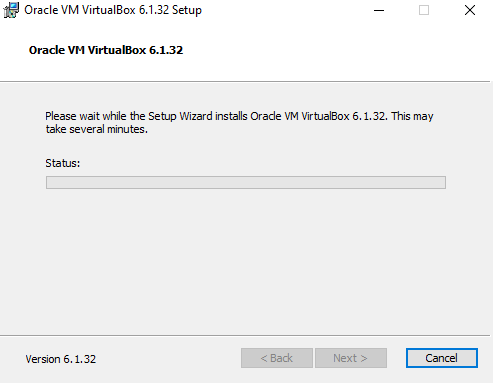 Oracle VM VirtualBox 6.1.32 Setup
Oracle VM VirtualBox 6.1.32
Please wait while the Setup Wizard installs Oracle VM VirtualBox 6.1.32. This may
take several minutes.
Status:
Version 6.1.32
< Back
Next >
Cancel